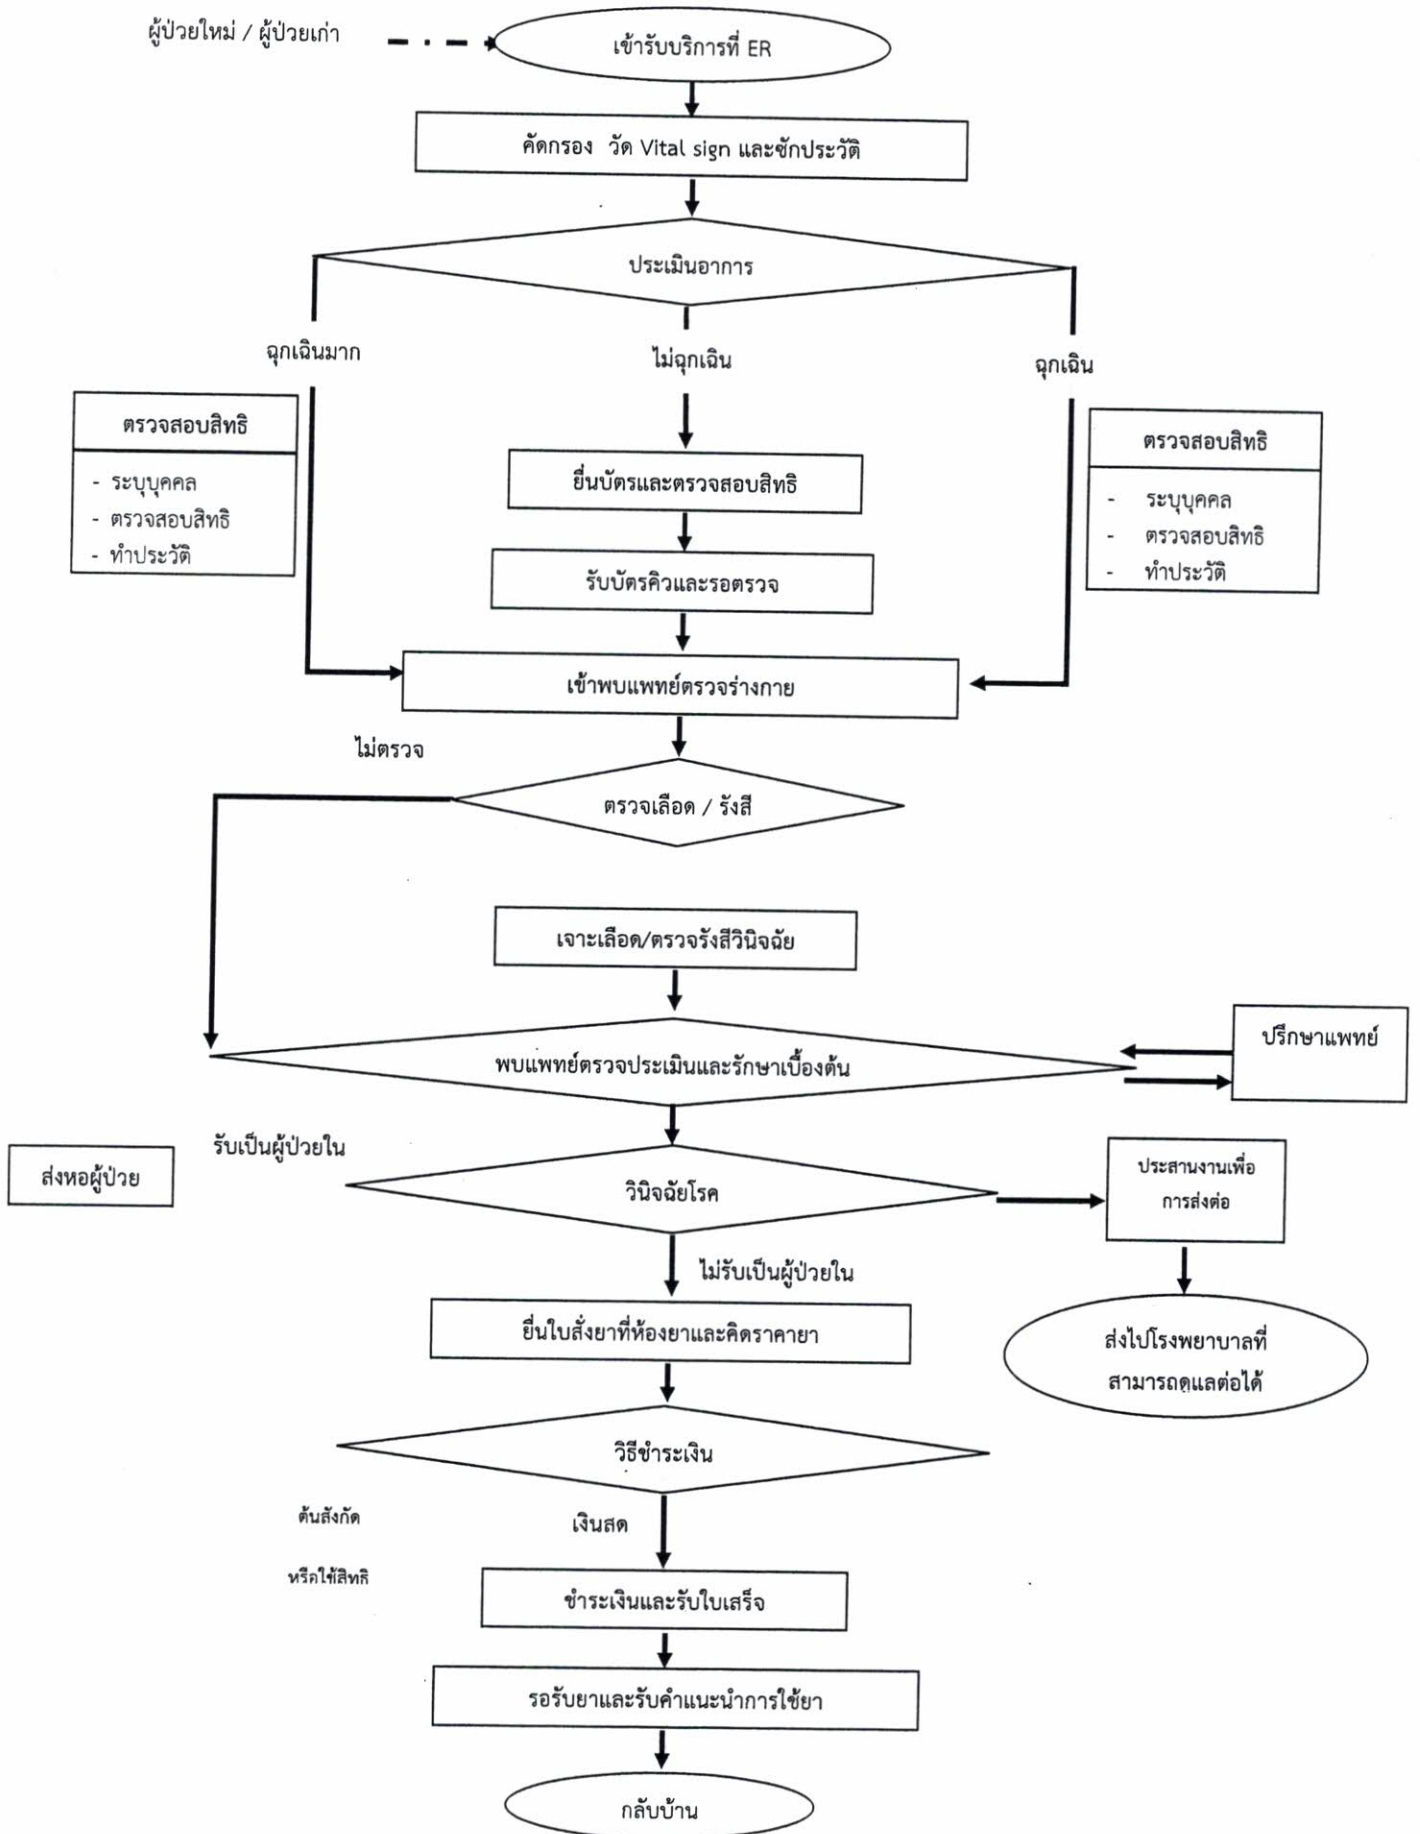 ผู้ป่วยใหม่ / ผู้ป่วยเก่า
เข้ารับบริการที่ ER
คัดกรอง วัด Vital sign และซักประวัติ
ประเมินอาการ
ฉุกเฉินมาก
ไม่ฉุกเฉิน
ฉุกเฉิน
ตรวจสอบสิทธิ
- ระบุบุคคล
- ตรวจสอบสิทธิ
- ทำประวัติ
ยื่นบัตรและตรวจสอบสิทธิ
รับบัตรคิวและรอตรวจ
ตรวจสอบสิทธิ
- ระบุบุคคล
- ตรวจสอบสิทธิ
- ทำประวัติ
เข้าพบแพทย์ตรวจร่างกาย
ไม่ตรวจ
ตรวจเลือด / รังสี
เจาะเลือด/ตรวจรังสีวินิจฉัย
พบแพทย์ตรวจประเมินและรักษาเบื้องต้น
ปรึกษาแพทย์
รับเป็นผู้ป่วยใน
ส่งหอผู้ป่วย
วินิจฉัยโรค
ประสานงานเพื่อ
การส่งต่อ
ไม่รับเป็นผู้ป่วยใน
ยื่นใบสั่งยาที่ห้องยาและคิดราคายา
ส่งไปโรงพยาบาลที่
สามารถดูแลต่อได้
วิธีชำระเงิน
ต้นสังกัด
หรือใช้สิทธิ
เงินสด
ชำระเงินและรับใบเสร็จ
รอรับยาและรับคำแนะนำการใช้ยา
กลับบ้าน